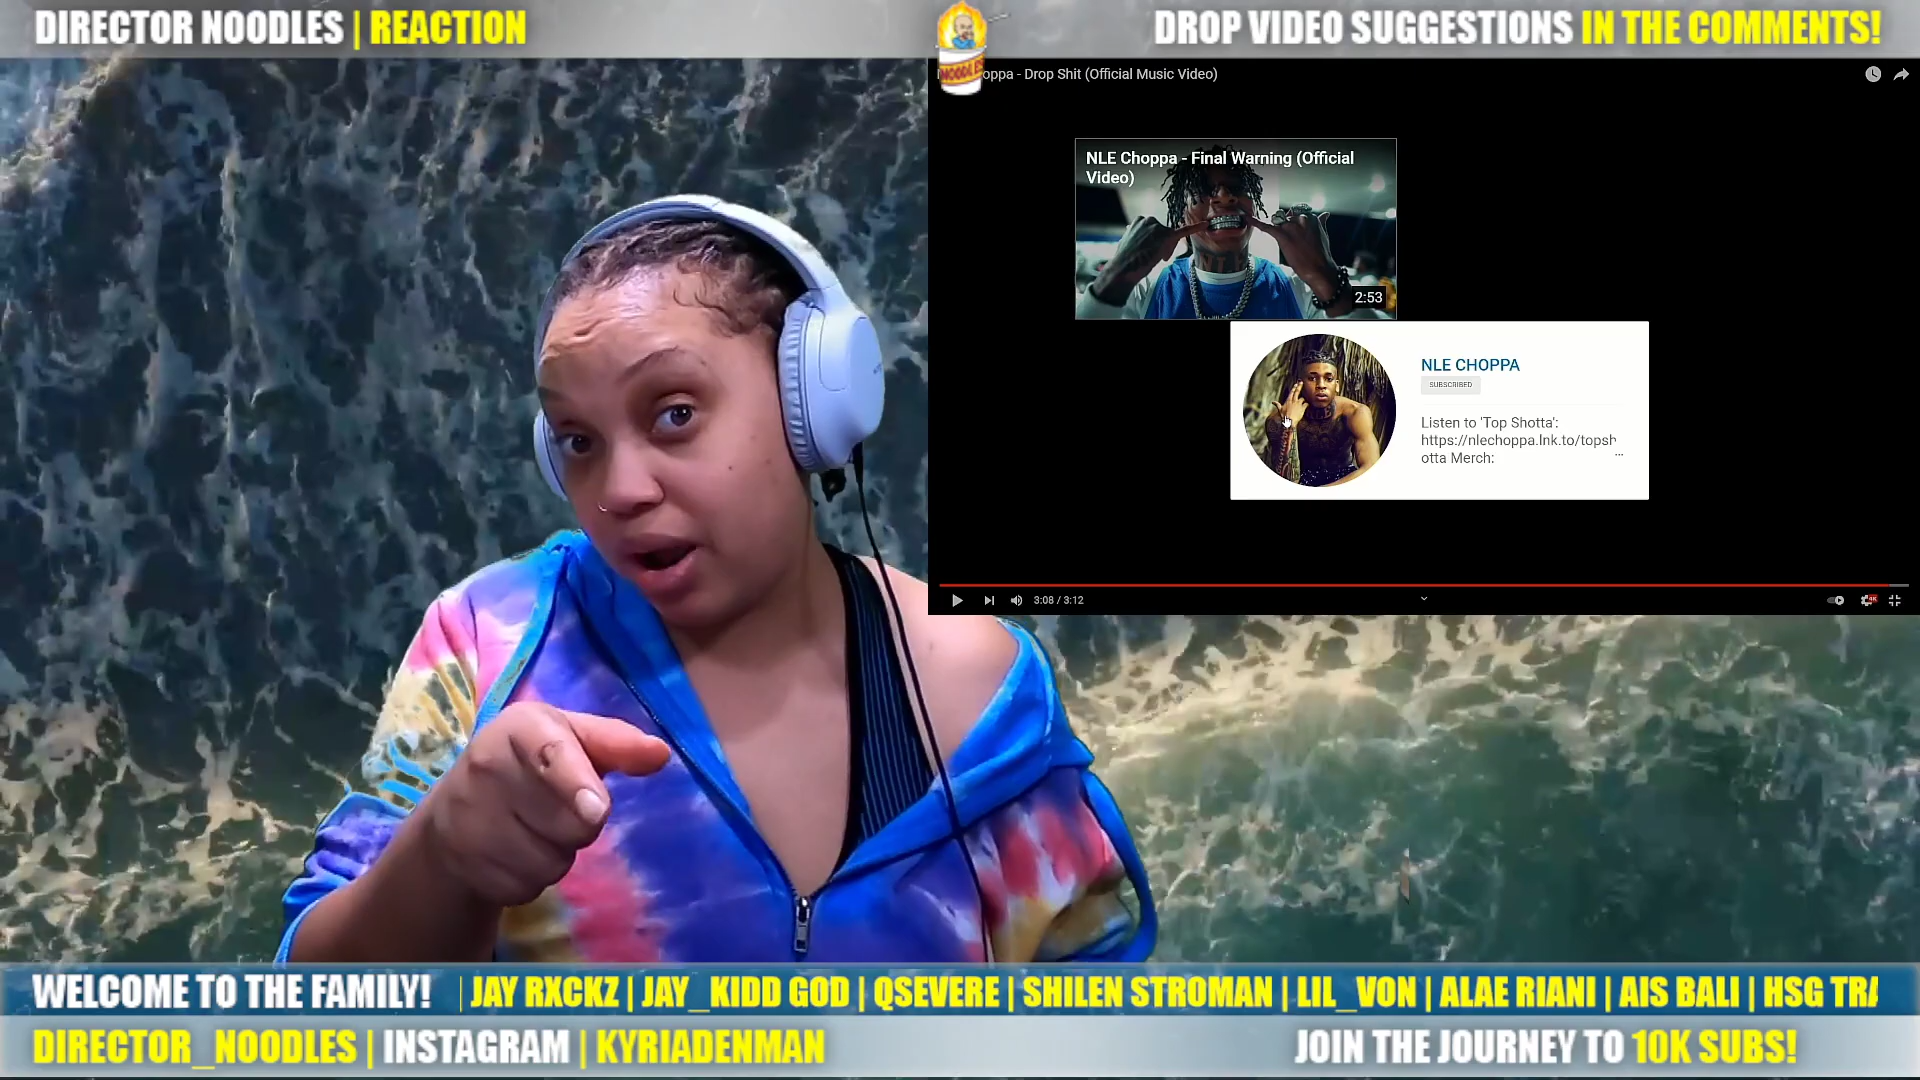 DIRECTOR NOODLES | REACTION
DROP VIDEO SUGGESTIONS IN THE COMMENTS!
NOODLES
oppa - Drop Shit (Official Music Video)
NLE Choppa - Final Warning (Official
Video)
2:53
NLE CHOPPA
SUBSCRIBED
Listen to 'Top Shotta':
https://nlechoppa.lnk.to/topsh
otta Merch:
...
3:08 / 3:12
4K
WELCOME TO THE FAMILY! | JAY RXCKZ | JAY_KIDD GOD | QSEVERE | SHILEN STROMAN | LIL_VON | ALAE RIANI | AIS BALI | HSG TRA
DIRECTOR_NOODLES | INSTAGRAM | KYRIADENMAN
JOIN THE JOURNEY TO 10K SUBS!